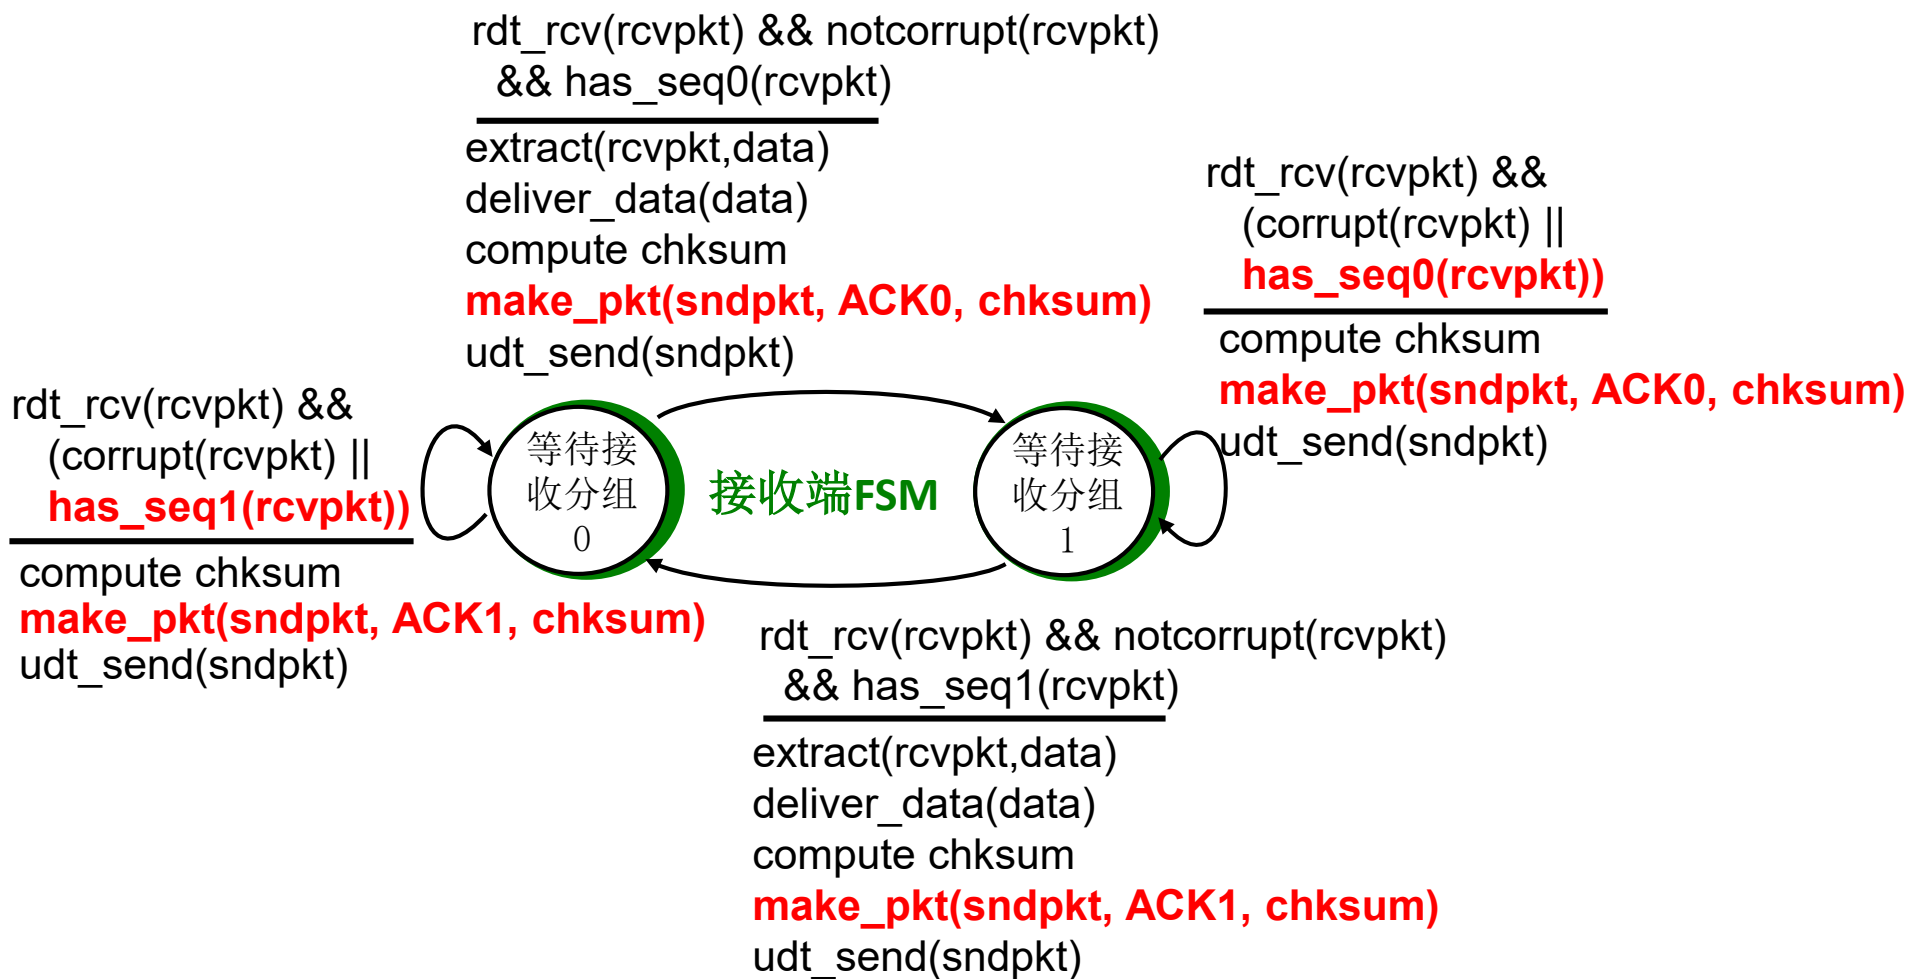 rdt_rcv(rcvpkt) && notcorrupt(rcvpkt)
&& has_seq0(rcvpkt)
extract(rcvpkt,data)
deliver_data(data)
compute chksum
make_pkt(sndpkt, ACK0, chksum)
udt_send(sndpkt)
rdt_rcv(rcvpkt) &&
(corrupt(rcvpkt) ||
has_seq0(rcvpkt))
compute chksum
make_pkt(sndpkt, ACK0, chksum)
udt_send(sndpkt)
rdt_rcv(rcvpkt) &&
(corrupt(rcvpkt) ||
has_seq1(rcvpkt))
compute chksum
make_pkt(sndpkt, ACK1, chksum)
udt_send(sndpkt)
等待接
收分组
0
接收端FSM
等待接
收分组
1
rdt_rcv(rcvpkt) && notcorrupt(rcvpkt)
&& has_seq1(rcvpkt)
extract(rcvpkt,data)
deliver_data(data)
compute chksum
make_pkt(sndpkt, ACK1, chksum)
udt_send(sndpkt)